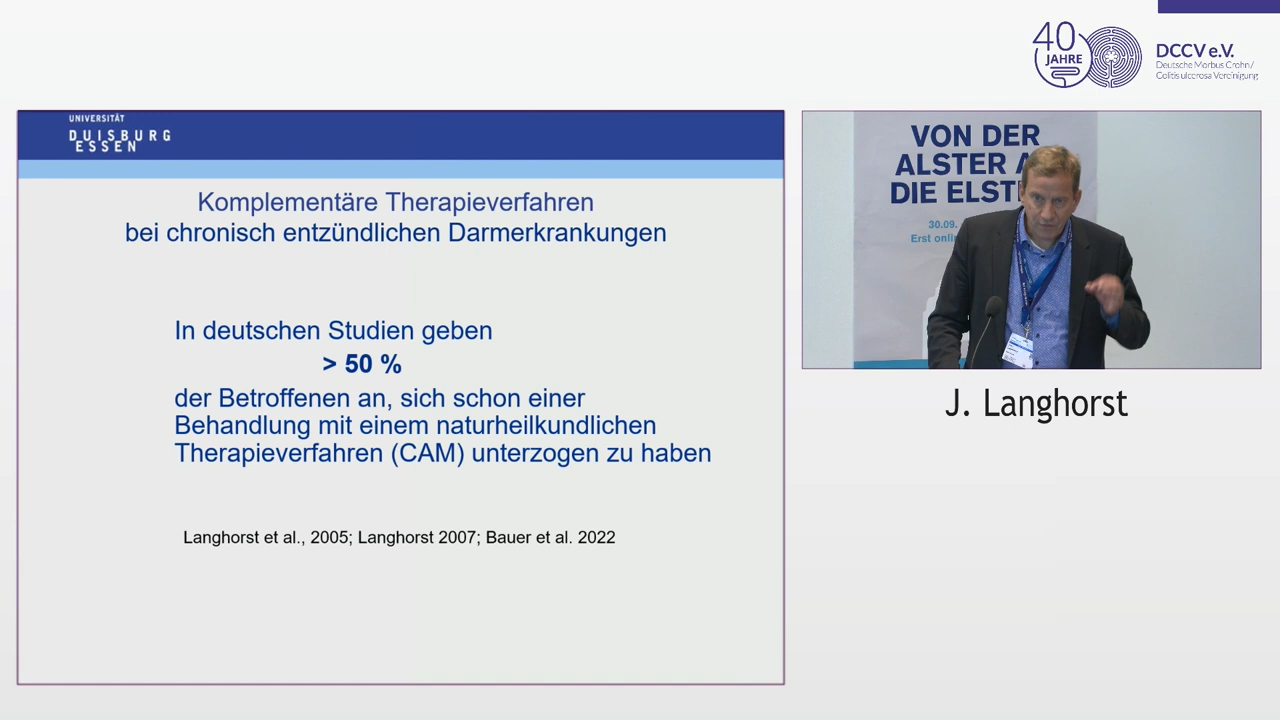 40
JAHRE
DCCV e.V.
Deutsche Morbus Crohn/
Colitis ulcerosa Vereinigung
UNIVERSITÄT
DUISBURG
ESSEN
Komplementäre Therapieverfahren
bei chronisch entzündlichen Darmerkrankungen
In deutschen Studien geben
> 50 %
der Betroffenen an, sich schon einer
Behandlung mit einem naturheilkundlichen
Therapieverfahren (CAM) unterzogen zu haben
Langhorst et al., 2005; Langhorst 2007; Bauer et al. 2022
VON DER
ALSTER A
DIE ELST
30.09.
Erst onli
J. Langhorst